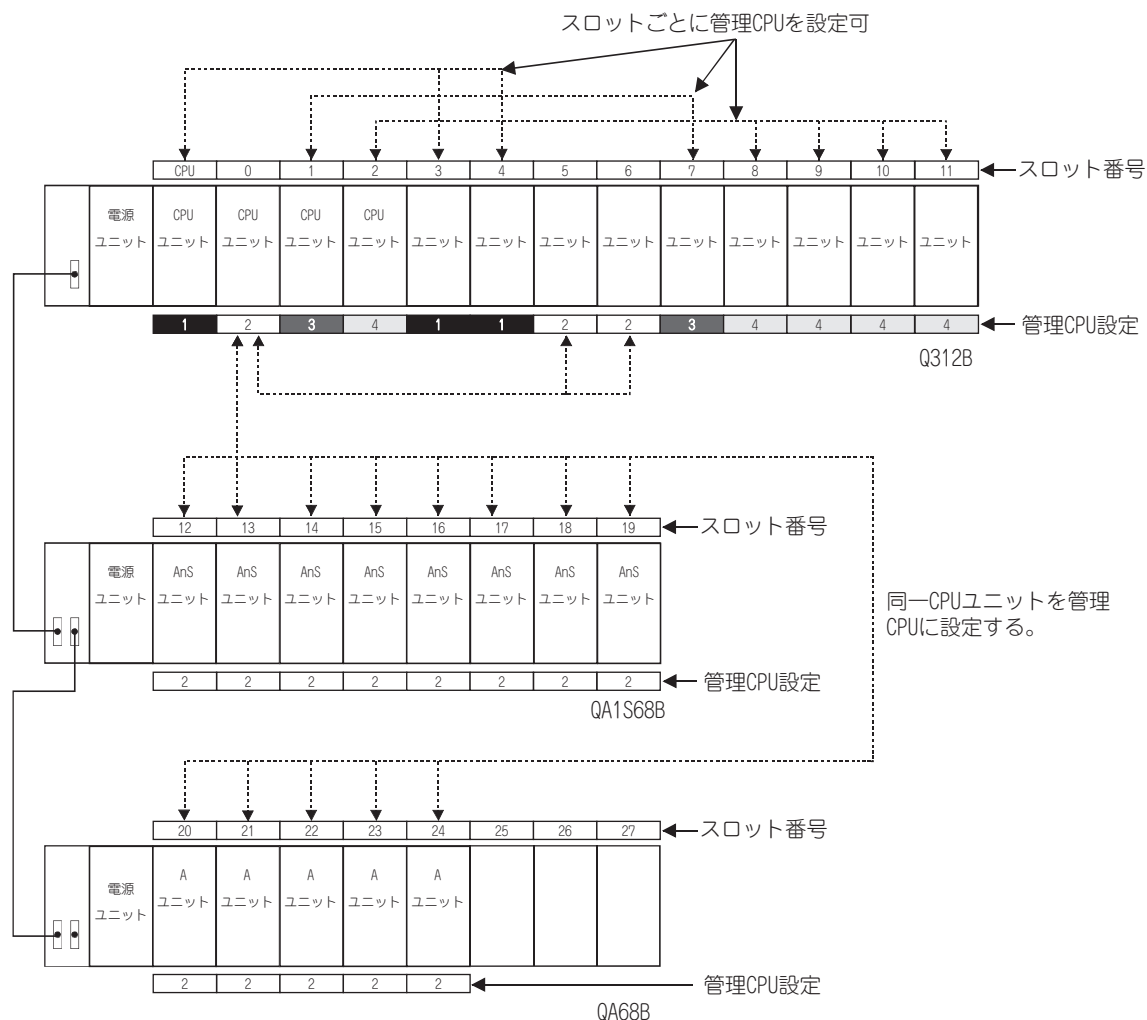 スロットごとに管理CPUを設定可
CPU 0 1 2 3 4 5 6 7 8 9 10 11
スロット番号
電源 CPU CPU CPU CPU
ユニット ユニット ユニット ユニット ユニット ユニット ユニット ユニット ユニット ユニット ユニット ユニット ユニット ユニット
1 2 3 4 1 1 2 2 3 4 4 4 4
管理CPU設定
Q312B
12 13 14 15 16 17 18 19
スロット番号
電源 AnS AnS AnS AnS AnS AnS AnS AnS
ユニット ユニット ユニット ユニット ユニット ユニット ユニット ユニット ユニット
同一CPUユニットを管理
CPUに設定する。
2 2 2 2 2 2 2 2
管理CPU設定
QA1S68B
20 21 22 23 24 25 26 27
スロット番号
電源 A A A A A
ユニット ユニット ユニット ユニット ユニット ユニット
2 2 2 2 2
管理CPU設定
QA68B